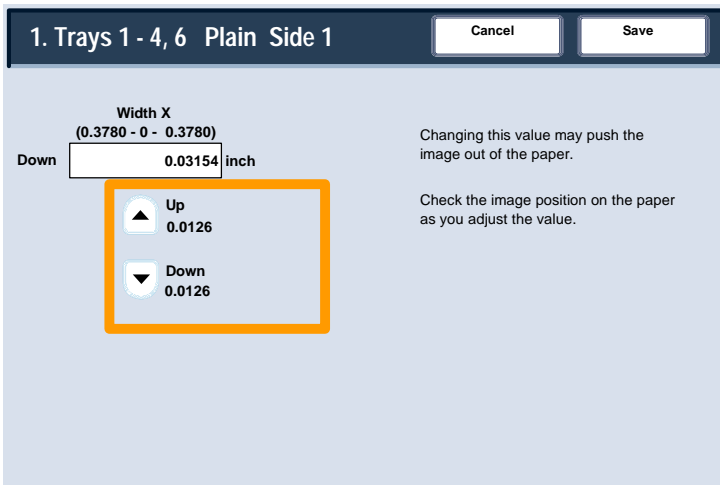 1. Trays 1 - 4, 6 Plain Side 1
Cancel
Save
Width X
(0.3780 - 0 - 0.3780)
Down
0.03154 inch
Up
0.0126
Down
0.0126
Changing this value may push the
image out of the paper.
Check the image position on the paper
as you adjust the value.